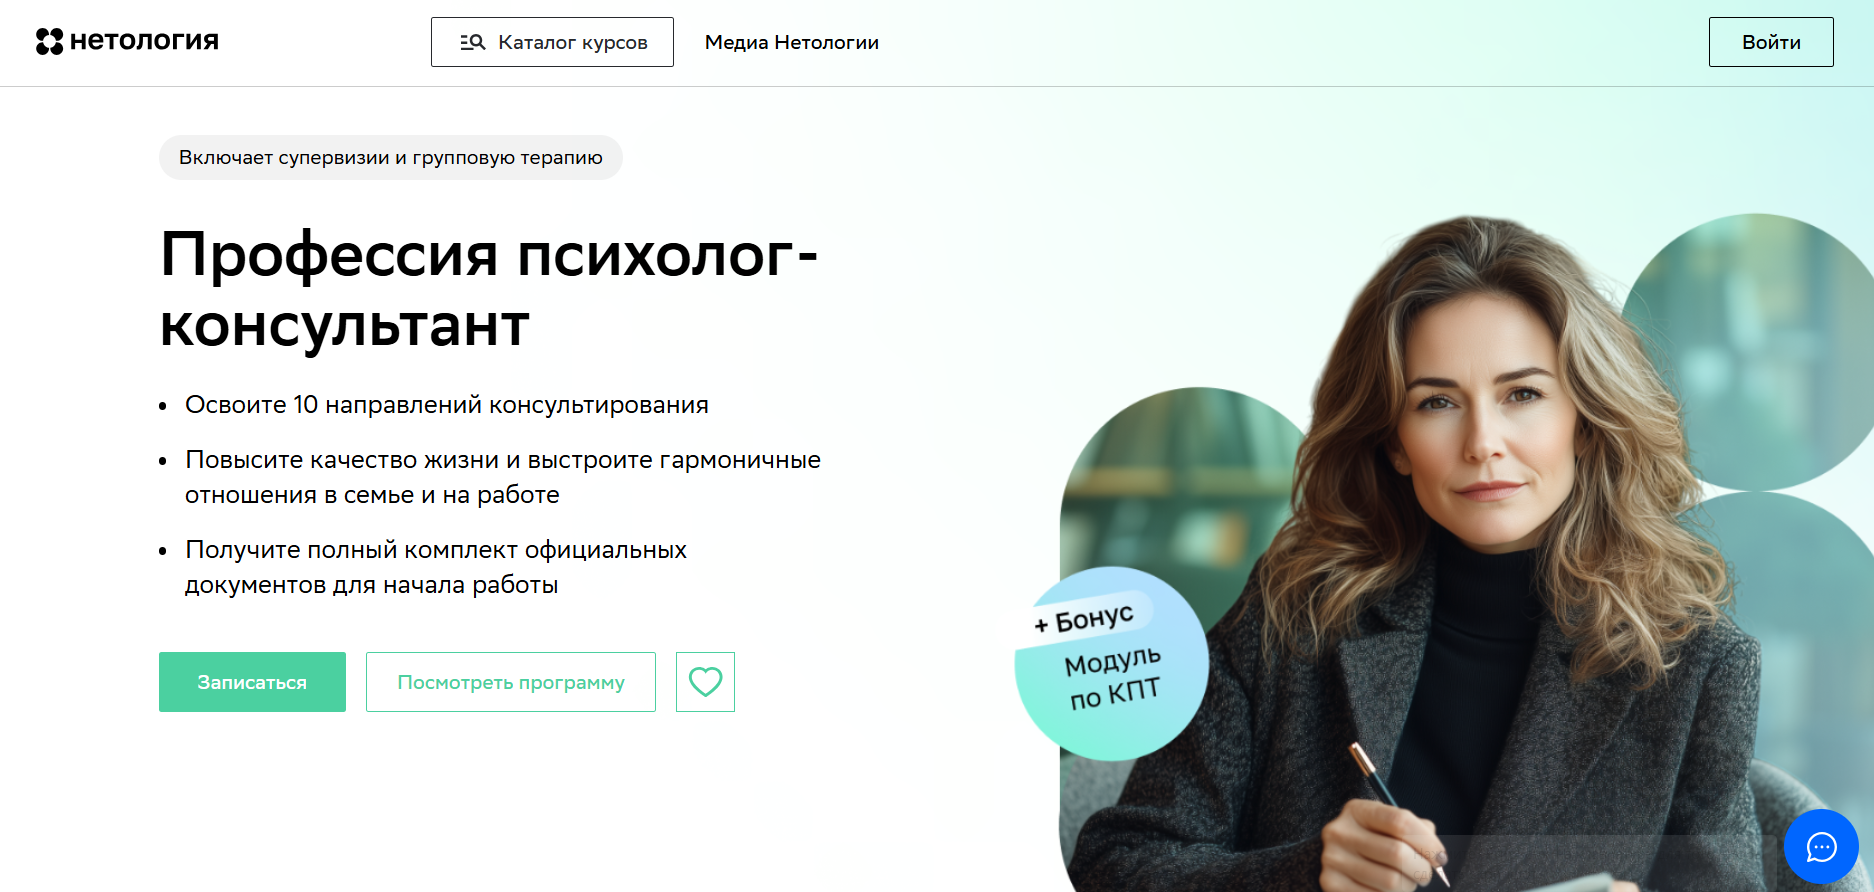 нетология
Каталог курсов
Медиа Нетологии
Войти
Включает супервизии и групповую терапию
Профессия психолог-
консультант
Освоите 10 направлений консультирования
Повысите качество жизни и выстроите гармоничные
отношения в семье и на работе
Получите полный комплект официальных
документов для начала работы
Записаться
Посмотреть программу
+ Бонус
Модуль
по КПТ